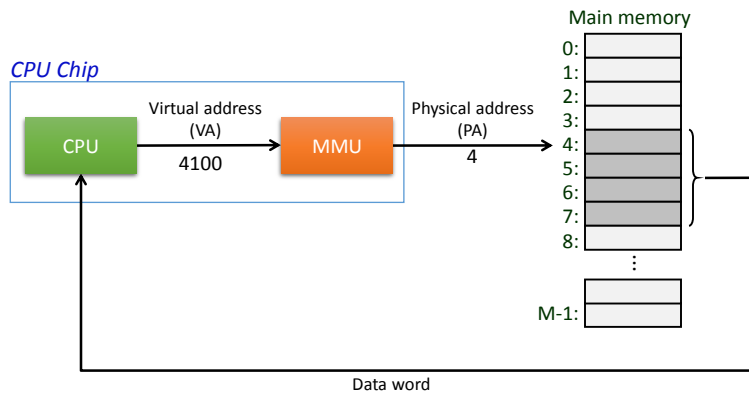 Main memory
CPU Chip
CPU
Virtual address
(VA)
4100
MMU
Physical address
(PA)
4
0:
1:
2:
3:
4:
5:
6:
7:
8:
...
M-1:
Data word